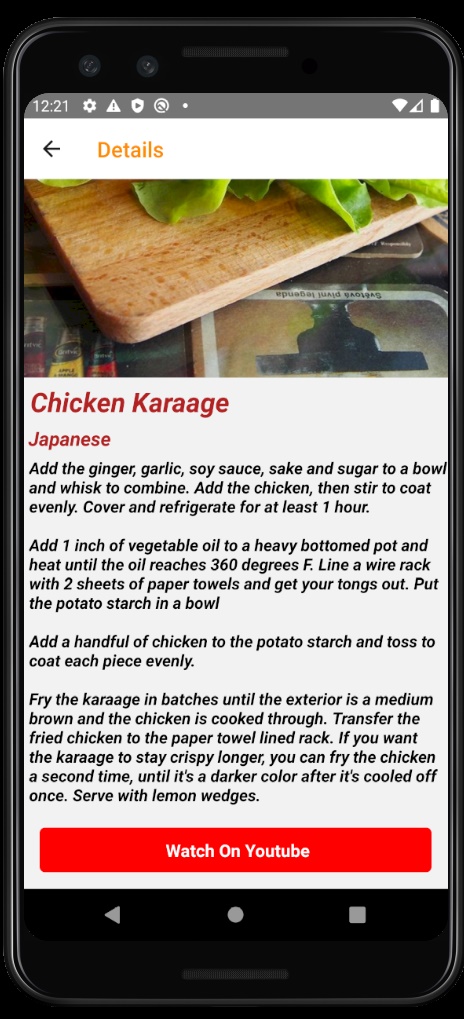 12:21
Details
Responsibly
Světová pivní legenda
APPLE
Chicken Karaage
Japanese
Add the ginger, garlic, soy sauce, sake and sugar to a bowl
and whisk to combine. Add the chicken, then stir to coat
evenly. Cover and refrigerate for at least 1 hour.
Add 1 inch of vegetable oil to a heavy bottomed pot and
heat until the oil reaches 360 degrees F. Line a wire rack
with 2 sheets of paper towels and get your tongs out. Put
the potato starch in a bowl
Add a handful of chicken to the potato starch and toss to
coat each piece evenly.
Fry the karaage in batches until the exterior is a medium
brown and the chicken is cooked through. Transfer the
fried chicken to the paper towel lined rack. If you want
the karaage to stay crispy longer, you can fry the chicken
a second time, until it's a darker color after it's cooled off
once. Serve with lemon wedges.
Watch On Youtube